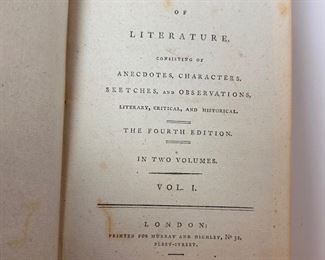 OF
LITERATURE.
CONSISTING OF
ANECDOTES, CHARACTERS,
SKETCHES, AND OBSERVATIONS,
LITERARY, CRITICAL, AND HISTORICAL.
THE FOURTH EDITION.
IN TWO VOLUMES.
VOL. I.
LONDON:
PRINTED FOR MURRAY AND HIGHLEY, No 32,
FLEET-STREET.